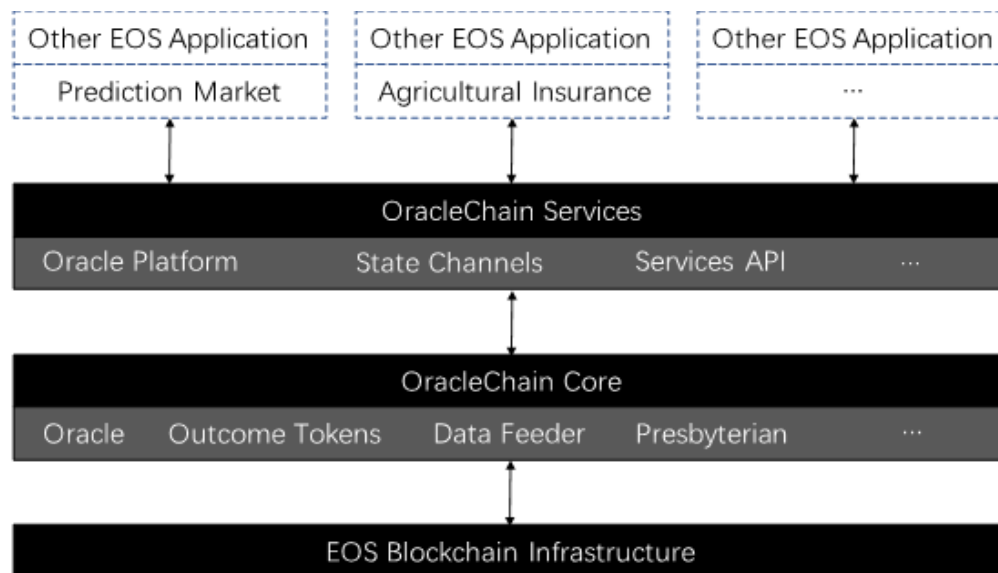 Other EOS Application Other EOS Application Other EOS Application
Prediction Market Agricultural Insurance ...
OracleChain Services
Oracle Platform State Channels Services API ...
OracleChain Core
Oracle Outcome Tokens Data Feeder Presbyterian ...
EOS Blockchain Infrastructure